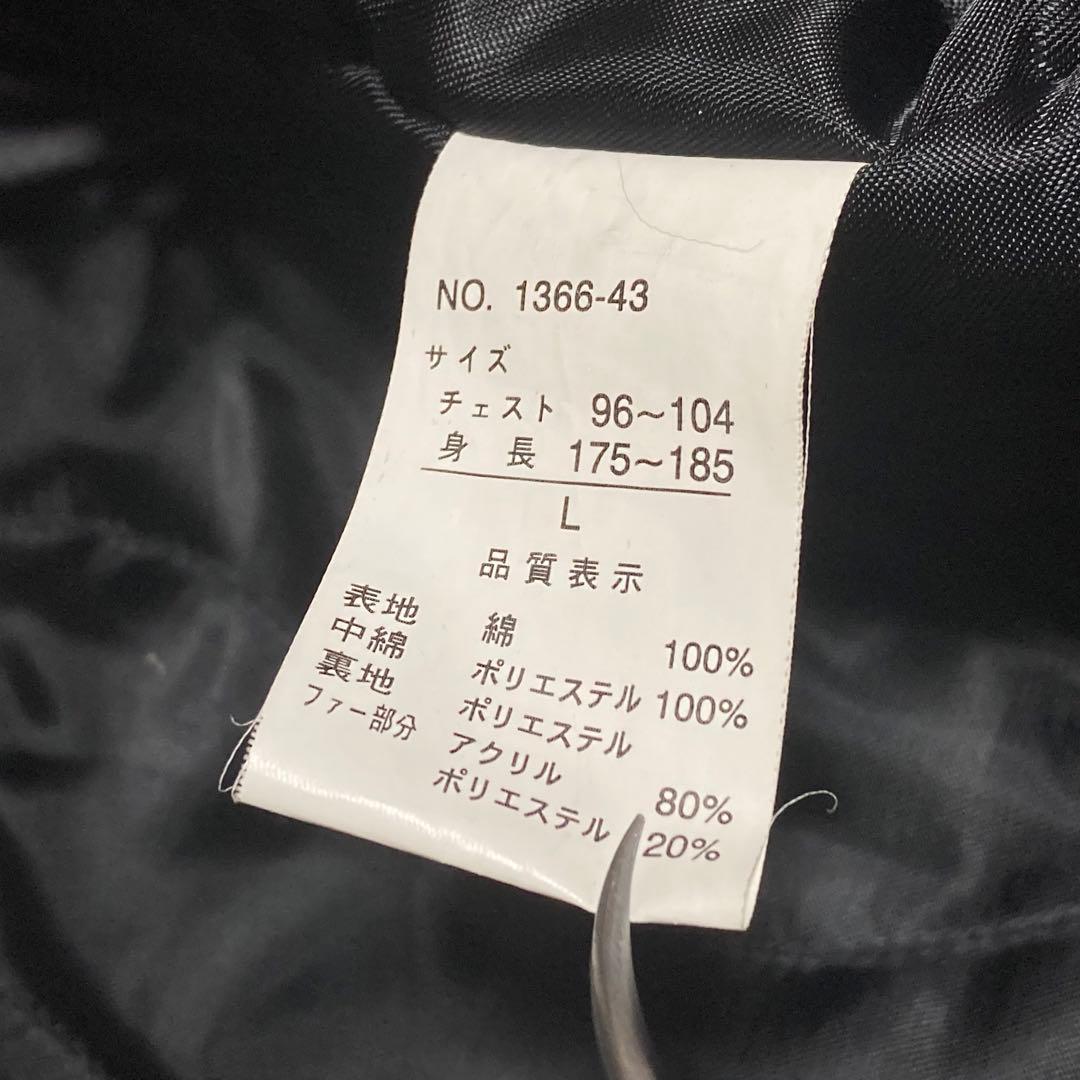 NO. 1366-43
サイズ
チェスト 96~104
身長 175~185
L
品質表示
表地 綿 100%
中綿 ポリエステル 100%
裏地 ポリエステル
ファー部分 アクリル 80%
ポリエステル 20%